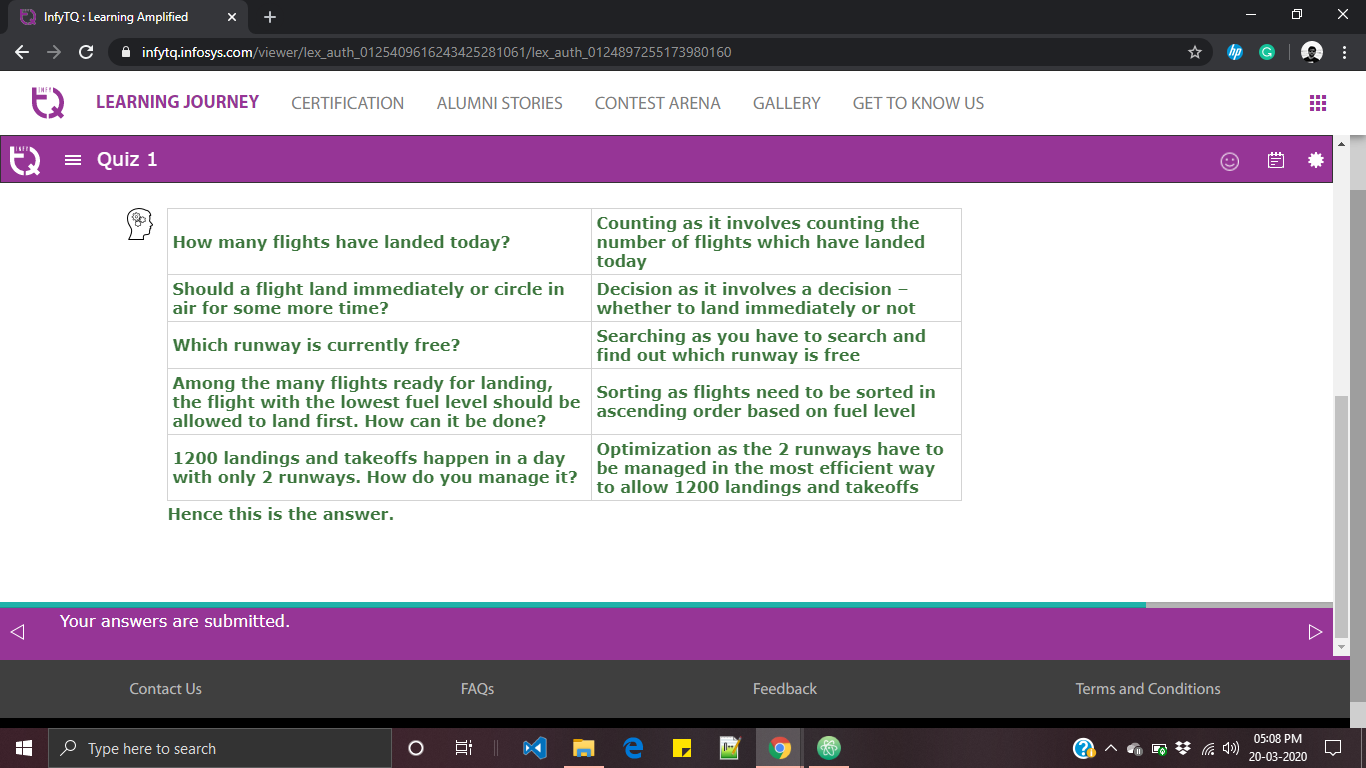 InfyTQ : Learning Amplified
infytq.infosys.com/viewer/lex_auth_0125409616243425281061/lex_auth_0124897255173980160
INFY TQ
LEARNING JOURNEY
CERTIFICATION
ALUMNI STORIES
CONTEST ARENA
GALLERY
GET TO KNOW US
INFY TQ
Quiz 1
How many flights have landed today?
Counting as it involves counting the
number of flights which have landed
today
Should a flight land immediately or circle in
air for some more time?
Decision as it involves a decision –
whether to land immediately or not
Which runway is currently free?
Searching as you have to search and
find out which runway is free
Among the many flights ready for landing,
the flight with the lowest fuel level should be
allowed to land first. How can it be done?
Sorting as flights need to be sorted in
ascending order based on fuel level
1200 landings and takeoffs happen in a day
with only 2 runways. How do you manage it?
Optimization as the 2 runways have to
be managed in the most efficient way
to allow 1200 landings and takeoffs
Hence this is the answer.
Your answers are submitted.
Contact Us
FAQs
Feedback
Terms and Conditions
Type here to search
05:08 PM
20-03-2020